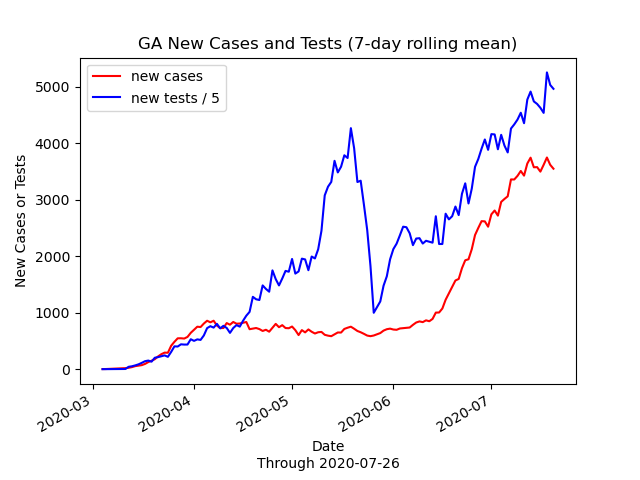 GA New Cases and Tests (7-day rolling mean)
new cases
new tests / 5
New Cases or Tests
5000
4000
3000
2000
1000
0
2020-03
2020-04
2020-05
2020-06
2020-07
Date
Through 2020-07-26